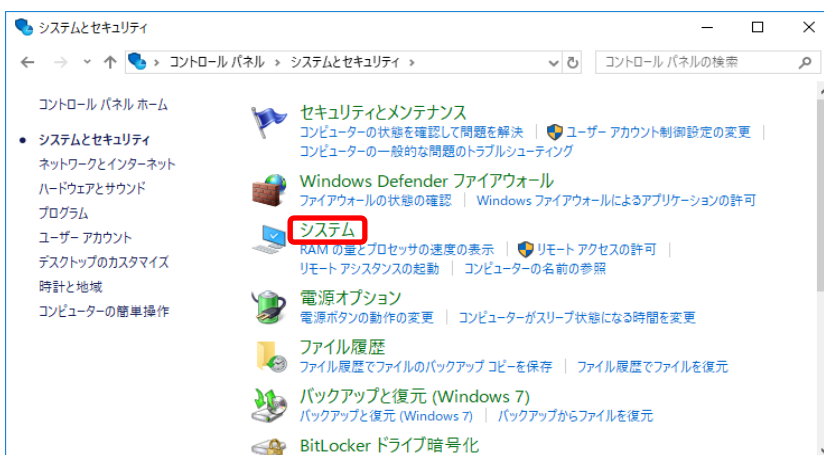 システムとセキュリティ
コントロール パネル › システムとセキュリティ ›
コントロール パネルの検索
コントロール パネル ホーム
システムとセキュリティ
ネットワークとインターネット
ハードウェアとサウンド
プログラム
ユーザー アカウント
デスクトップのカスタマイズ
時計と地域
コンピューターの簡単操作
セキュリティとメンテナンス
コンピューターの状態を確認して問題を解決 | ユーザー アカウント制御設定の変更 |
コンピューターの一般的な問題のトラブルシューティング
Windows Defender ファイアウォール
ファイアウォールの状態の確認 | Windows ファイアウォールによるアプリケーションの許可
システム
RAM の量とプロセッサの速度の表示 | リモート アクセスの許可 |
リモート アシスタンスの起動 | コンピューターの名前の参照
電源オプション
電源ボタンの動作の変更 | コンピューターがスリープ状態になる時間を変更
ファイル履歴
ファイル履歴でファイルのバックアップ コピーを保存 | ファイル履歴でファイルを復元
バックアップと復元 (Windows 7)
バックアップと復元 (Windows 7) | バックアップからファイルを復元
BitLocker ドライブ暗号化